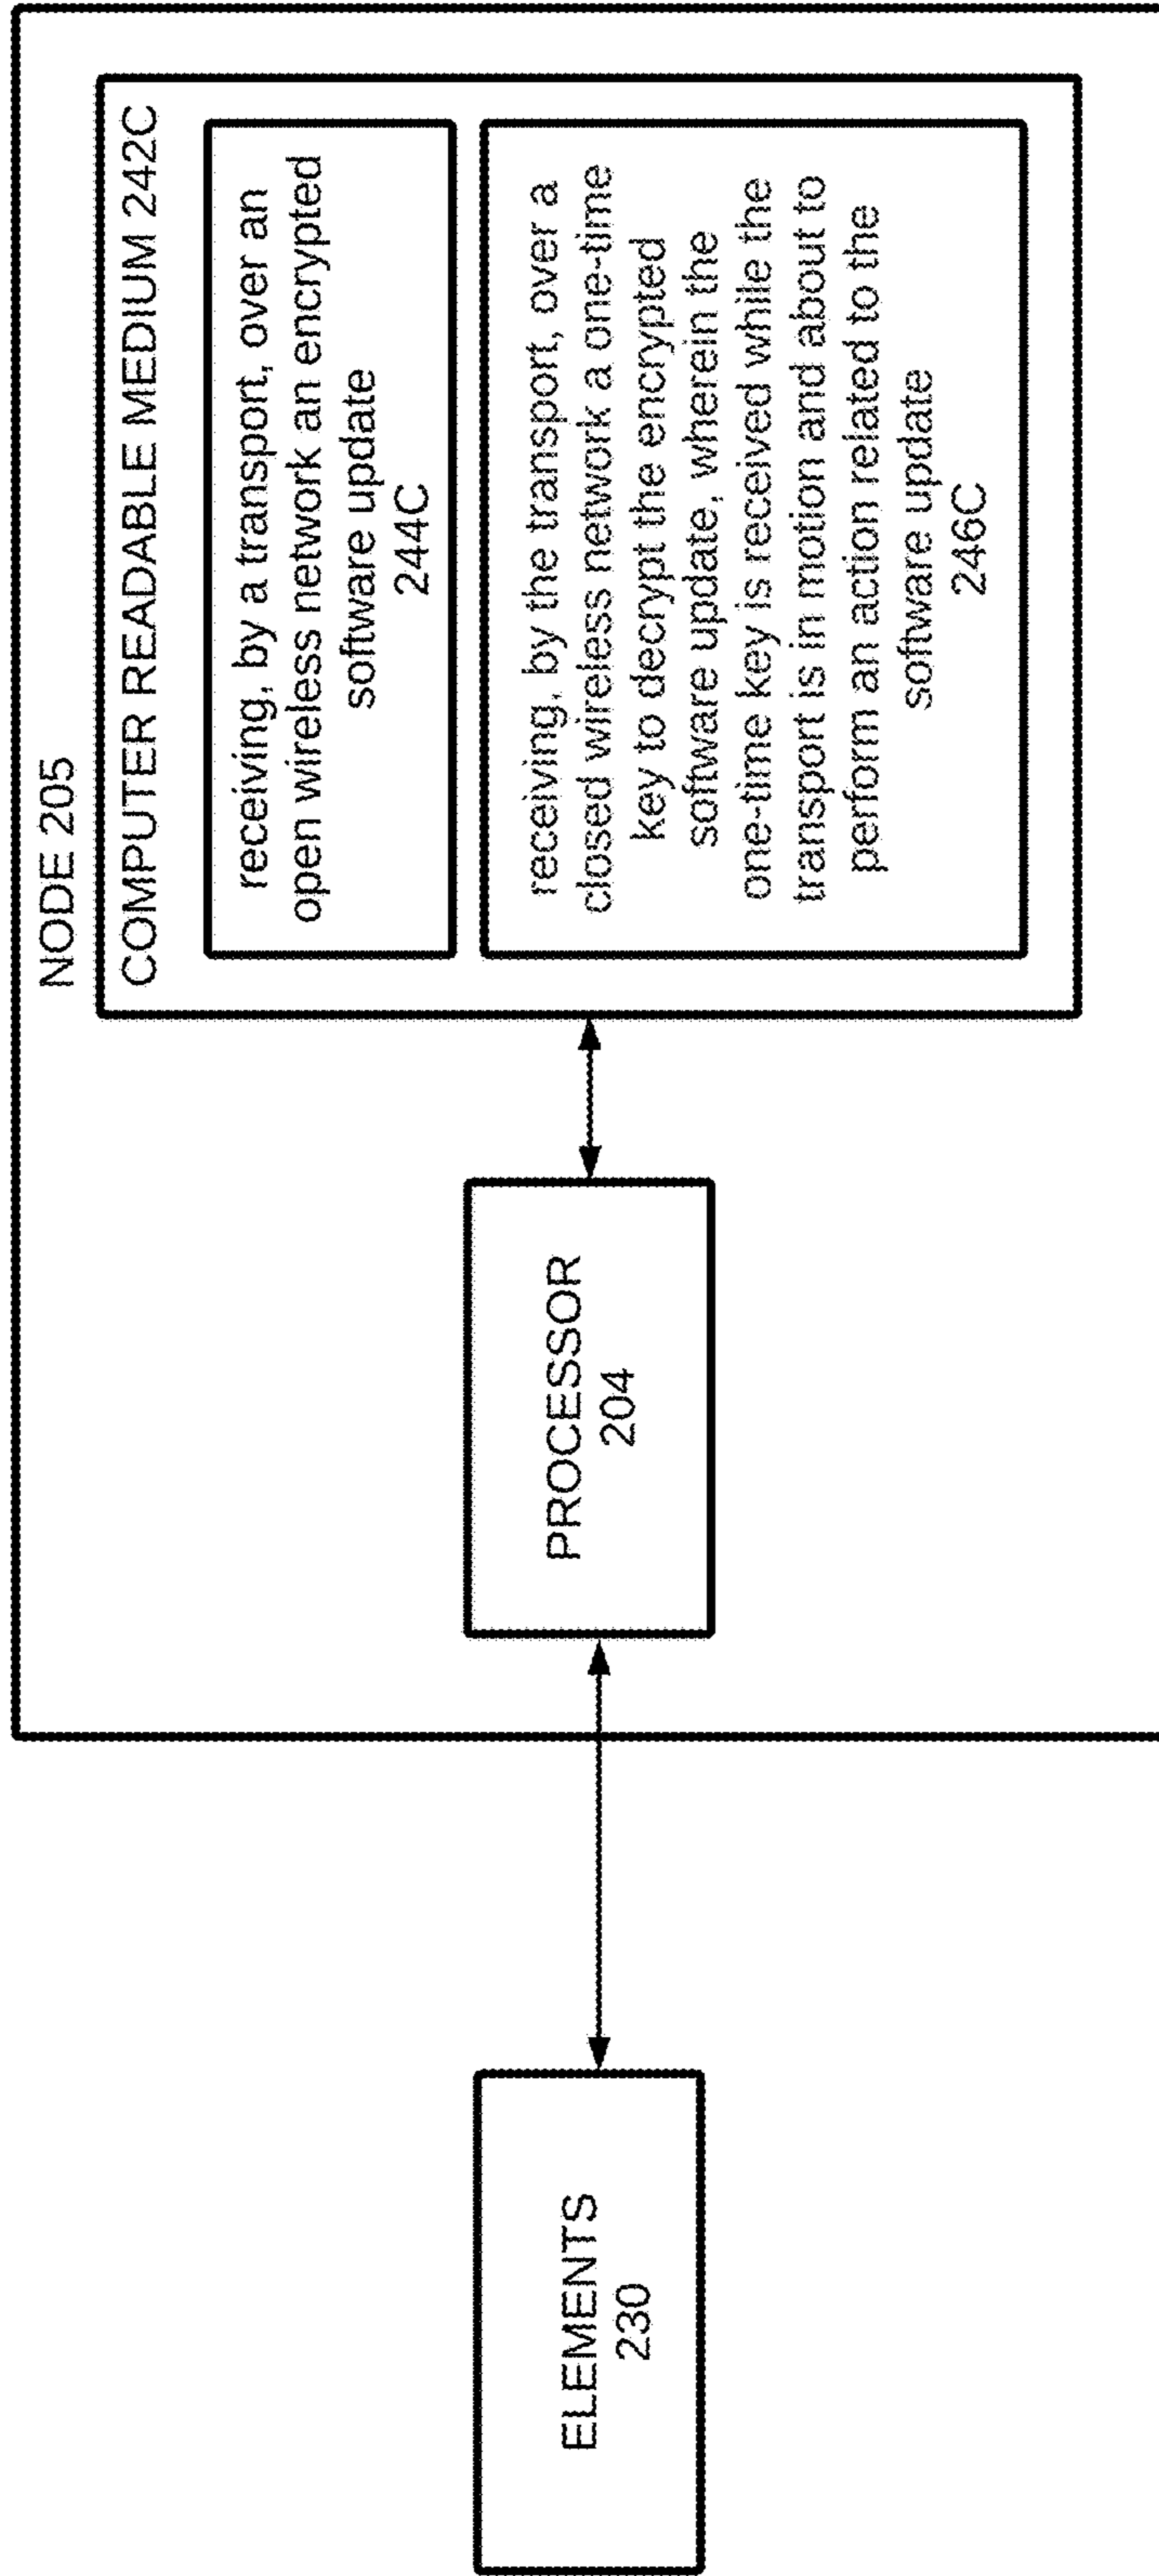 NODE 205
COMPUTER READABLE MEDIUM 242C
receiving, by a transport, over an
open wireless network an encrypted
software update
244C
receiving, by the transport, over a
closed wireless network a one-time
key to decrypt the encrypted
software update, wherein the
one-time key is received while the
transport is in motion and about to
perform an action related to the
software update
246C
PROCESSOR
204
ELEMENTS
230